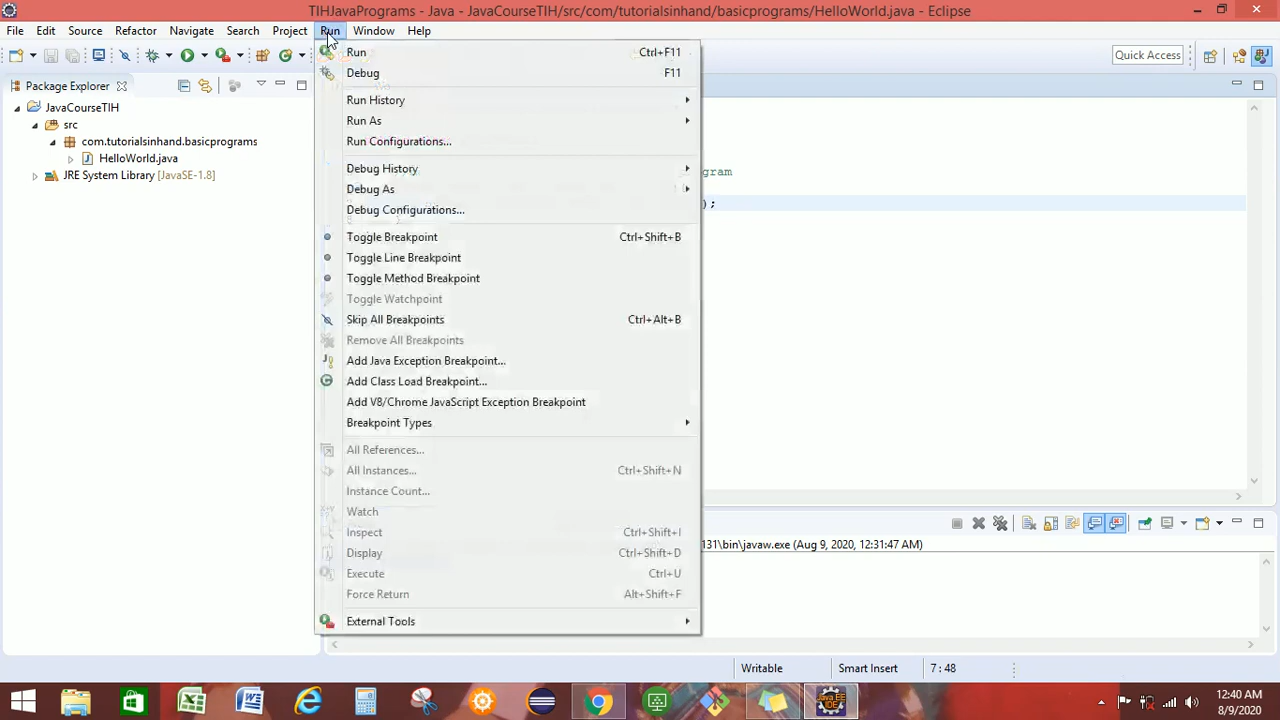 TIHJavaPrograms - Java - JavaCourseTIH/src/com/tutorialsinhand/basicprograms/HelloWorld.java - Eclipse
File Edit Source Refactor Navigate Search Project Run Window Help
Quick Access
Package Explorer
JavaCourseTIH
src
com.tutorialsinhand.basicprograms
HelloWorld.java
JRE System Library [JavaSE-1.8]
Run Ctrl+F11
Debug F11
Run History
Run As
Run Configurations...
Debug History
Debug As
Debug Configurations...
Toggle Breakpoint Ctrl+Shift+B
Toggle Line Breakpoint
Toggle Method Breakpoint
Toggle Watchpoint
Skip All Breakpoints Ctrl+Alt+B
Remove All Breakpoints
Add Java Exception Breakpoint...
Add Class Load Breakpoint...
Add V8/Chrome JavaScript Exception Breakpoint
Breakpoint Types
All References...
All Instances... Ctrl+Shift+N
Instance Count...
Watch
Inspect Ctrl+Shift+I
Display Ctrl+Shift+D
Execute Ctrl+U
Force Return Alt+Shift+F
External Tools
gram
);
131\bin\javaw.exe (Aug 9, 2020, 12:31:47 AM)
Writable Smart Insert 7 : 48
Java EE
IDE
12:40 AM
8/9/2020